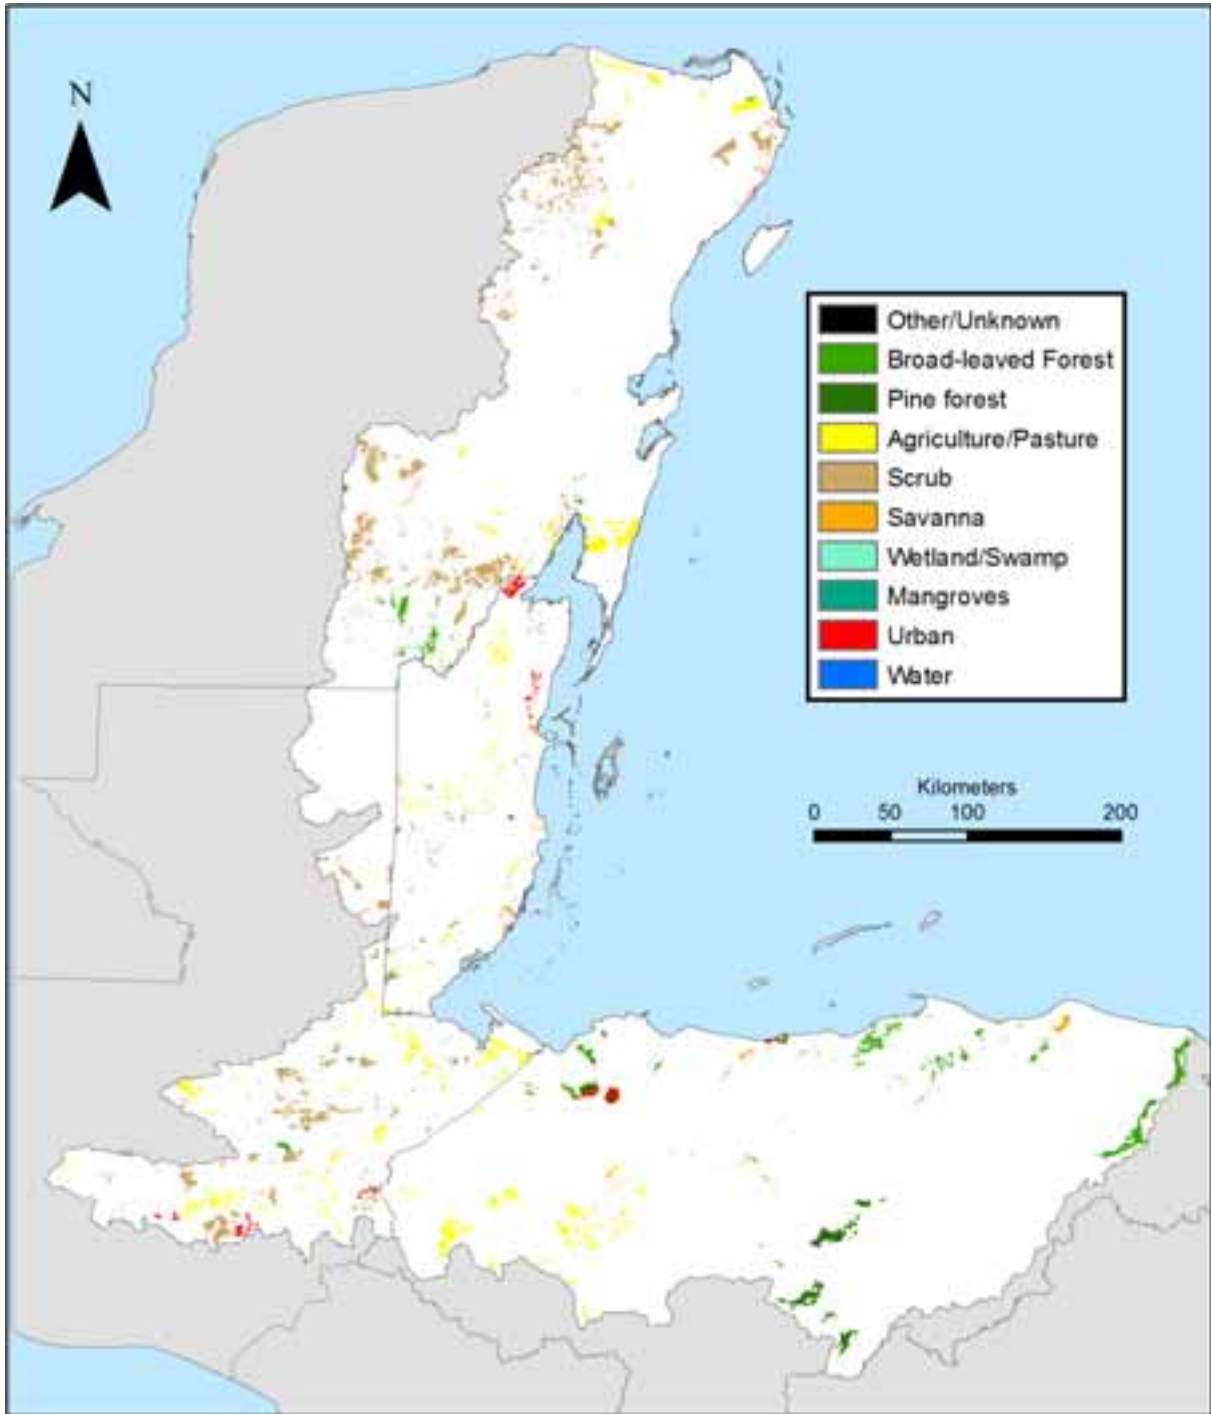 N
Other/Unknown
Broad-leaved Forest
Pine forest
Agriculture/Pasture
Scrub
Savanna
Wetland/Swamp
Mangroves
Urban
Water
Kilometers
0 50 100 200